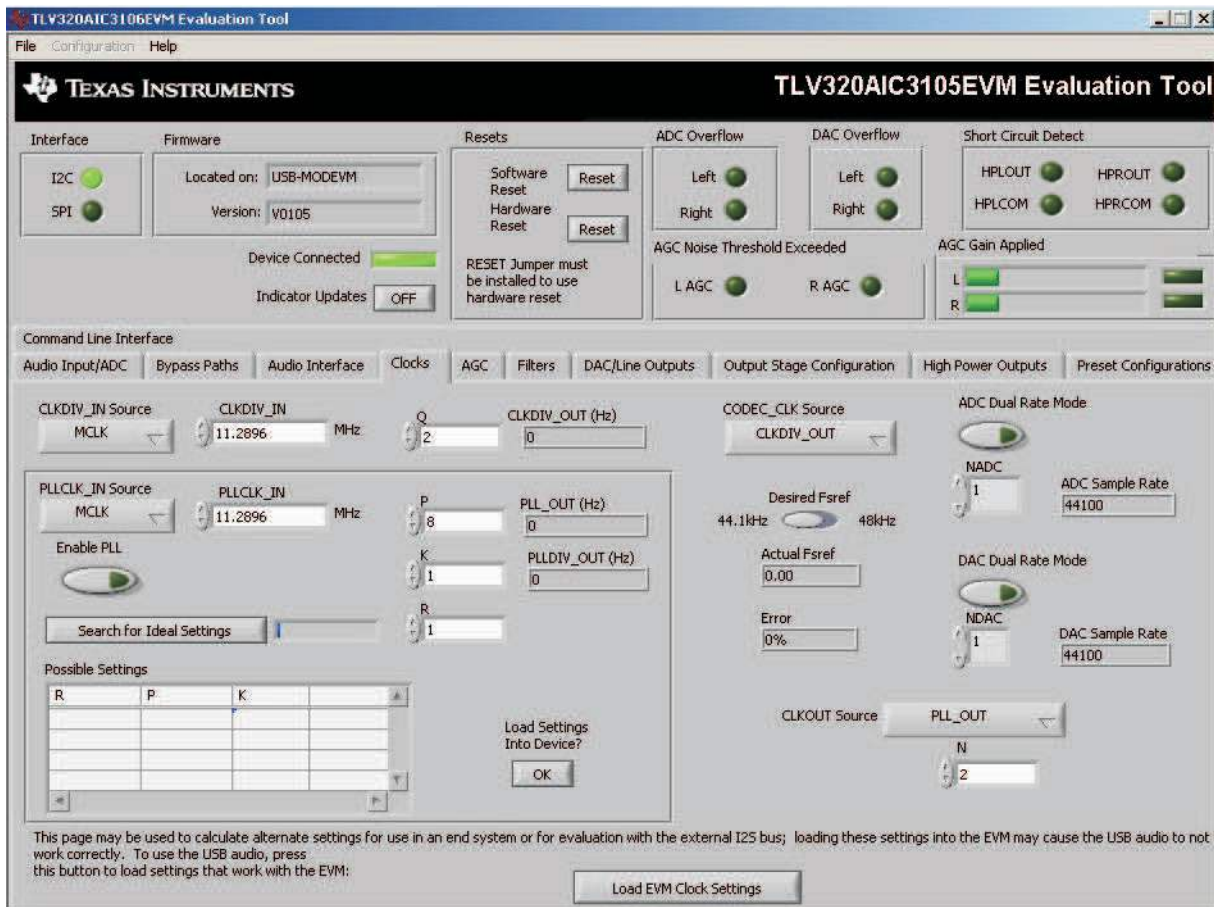 TLV320AIC3106EVM Evaluation Tool
File Configuration Help
TEXAS INSTRUMENTS
TLV320AIC3105EVM Evaluation Tool
Interface
I2C
SPI
Firmware
Located on: USB-MODEVM
Version: V0105
Device Connected
Indicator Updates OFF
Resets
Software Reset Reset
Hardware Reset Reset
RESET Jumper must
be installed to use
hardware reset
ADC Overflow
Left
Right
DAC Overflow
Left
Right
Short Circuit Detect
HPLOUT HPROUT
HPLCOM HPRCOM
AGC Noise Threshold Exceeded
L AGC R AGC
AGC Gain Applied
L
R
Command Line Interface
Audio Input/ADC Bypass Paths Audio Interface Clocks AGC Filters DAC/Line Outputs Output Stage Configuration High Power Outputs Preset Configurations
CLKDIV_IN Source
MCLK
CLKDIV_IN
11.2896 MHz
Q
2
CLKDIV_OUT (Hz)
0
PLLCLK_IN Source
MCLK
PLLCLK_IN
11.2896 MHz
P
8
PLL_OUT (Hz)
0
Enable PLL
K
1
PLLDIV_OUT (Hz)
0
R
1
Search for Ideal Settings
Possible Settings
R P K
Load Settings
Into Device?
OK
CODEC_CLK Source
CLKDIV_OUT
Desired Fsref
44.1kHz 48kHz
Actual Fsref
0.00
Error
0%
ADC Dual Rate Mode
NADC
1
ADC Sample Rate
44100
DAC Dual Rate Mode
NDAC
1
DAC Sample Rate
44100
CLKOUT Source PLL_OUT
N
2
This page may be used to calculate alternate settings for use in an end system or for evaluation with the external I2S bus; loading these settings into the EVM may cause the USB audio to not
work correctly. To use the USB audio, press
this button to load settings that work with the EVM:
Load EVM Clock Settings